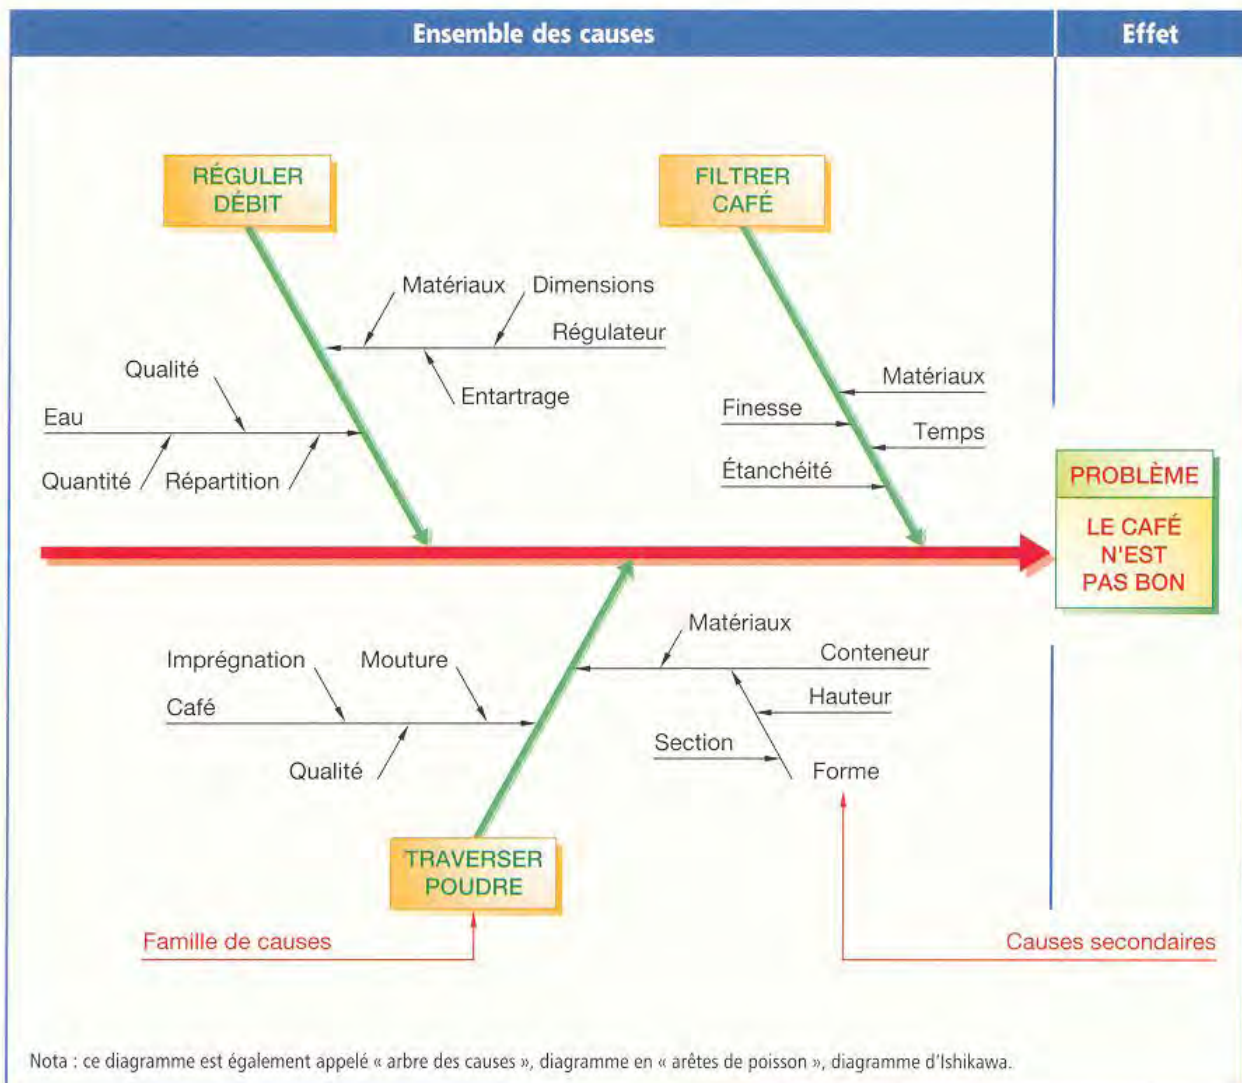 Ensemble des causes
Effet
RÉGULER
DÉBIT
FILTRER
CAFÉ
Matériaux
Dimensions
Régulateur
Qualité
Entartrage
Eau
Quantité
Répartition
Matériaux
Finesse
Temps
Étanchéité
PROBLÈME
LE CAFÉ
N'EST
PAS BON
Matériaux
Imprégnation
Mouture
Conteneur
Café
Hauteur
Section
Qualité
Forme
TRAVERSER
POUDRE
Famille de causes
Causes secondaires
Nota : ce diagramme est également appelé « arbre des causes », diagramme en « arêtes de poisson », diagramme d'Ishikawa.